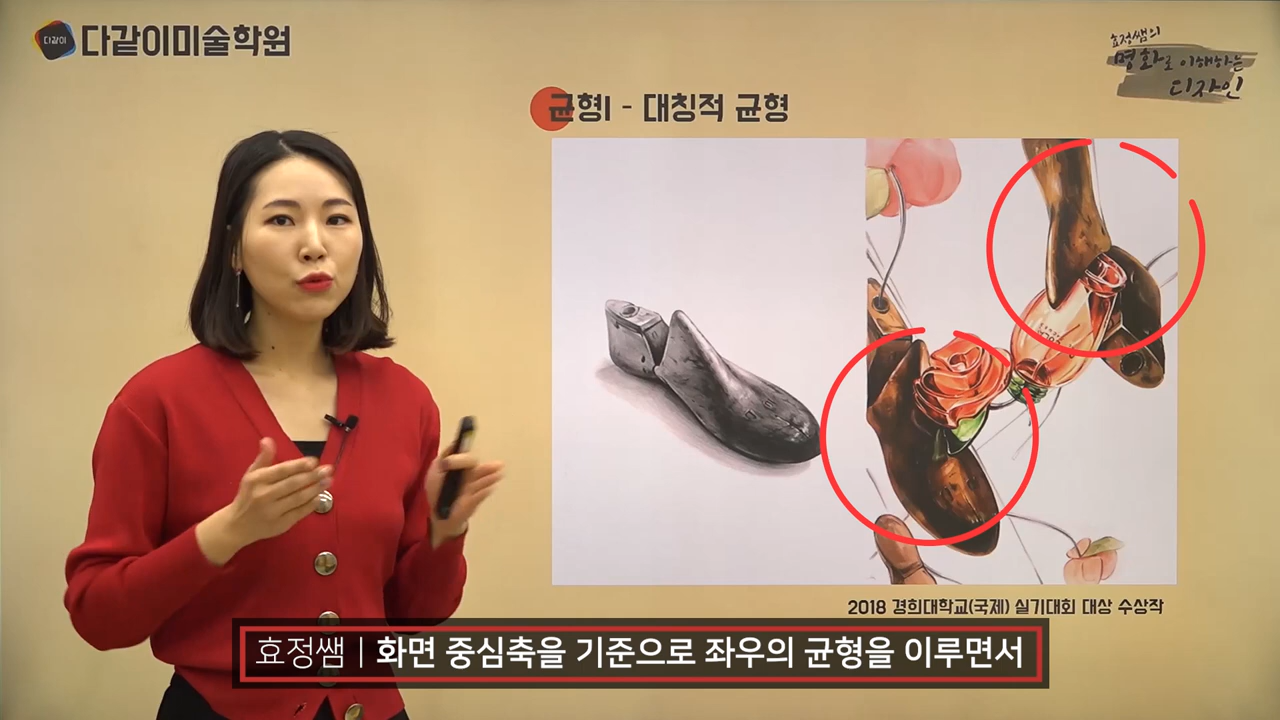 다같이
다같이미술학원
효정쌤의
명화로 이해하는
디자인
균형I - 대칭적 균형
2018 경희대학교(국제) 실기대회 대상 수상작
효정쌤 | 화면 중심축을 기준으로 좌우의 균형을 이루면서